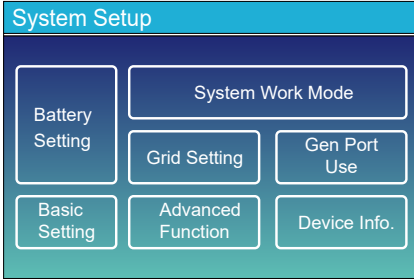 System Setup
Battery
Setting
System Work Mode
Grid Setting
Gen Port
Use
Basic
Setting
Advanced
Function
Device Info.